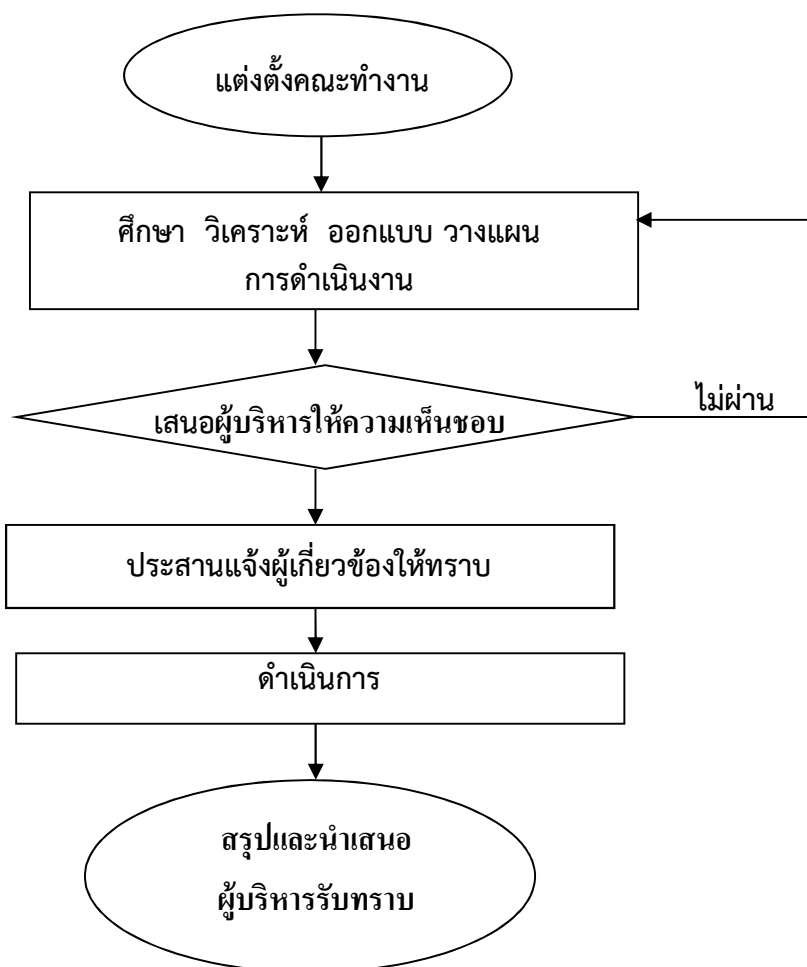 แต่งตั้งคณะทำงาน
ศึกษา วิเคราะห์ ออกแบบ วางแผน
การดำเนินงาน
เสนอผู้บริหารให้ความเห็นชอบ
ไม่ผ่าน
ประสานแจ้งผู้เกี่ยวข้องให้ทราบ
ดำเนินการ
สรุปและนำเสนอ
ผู้บริหารรับทราบ